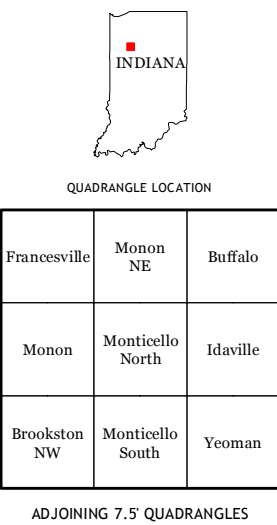 INDIANA
QUADRANGLE LOCATION
Francesville
Monon
NE
Buffalo
Monon
Monticello
North
Idaville
Brookston
NW
Monticello
South
Yeoman
ADJOINING 7.5' QUADRANGLES